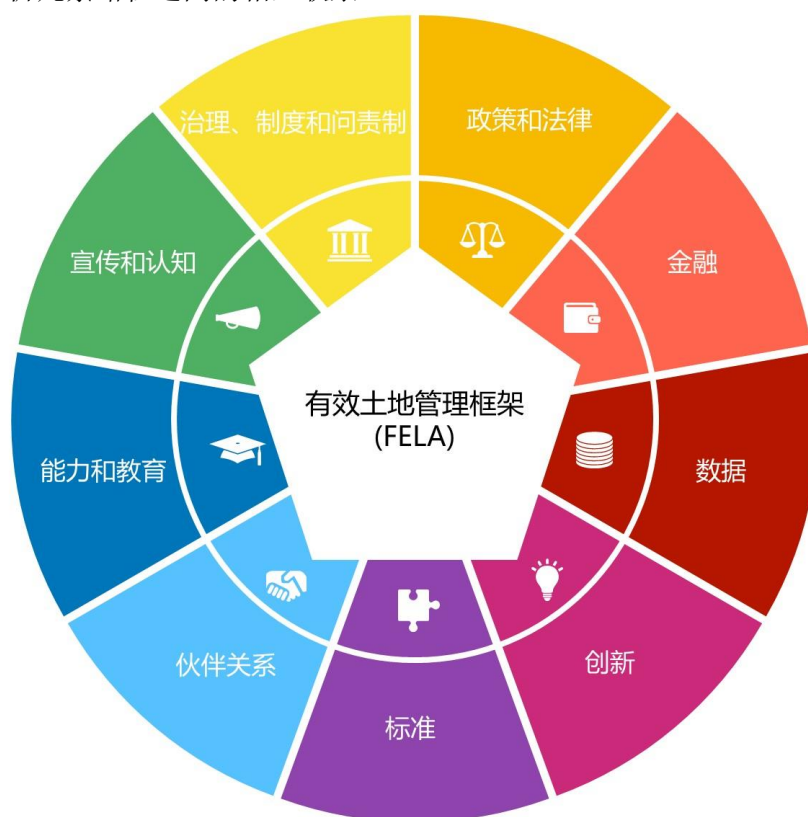 治理、制度和问责制
政策和法律
金融
数据
创新
标准
伙伴关系
能力和教育
宣传和认知
有效土地管理框架
(FELA)